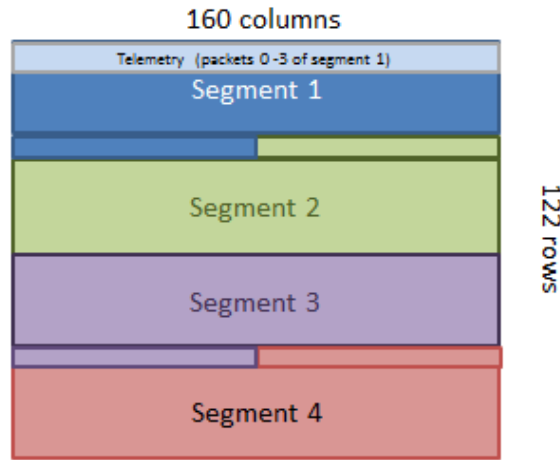 160 columns
Telemetry (packets 0 -3 of segment 1)
Segment 1
Segment 2
122 rows
Segment 3
Segment 4